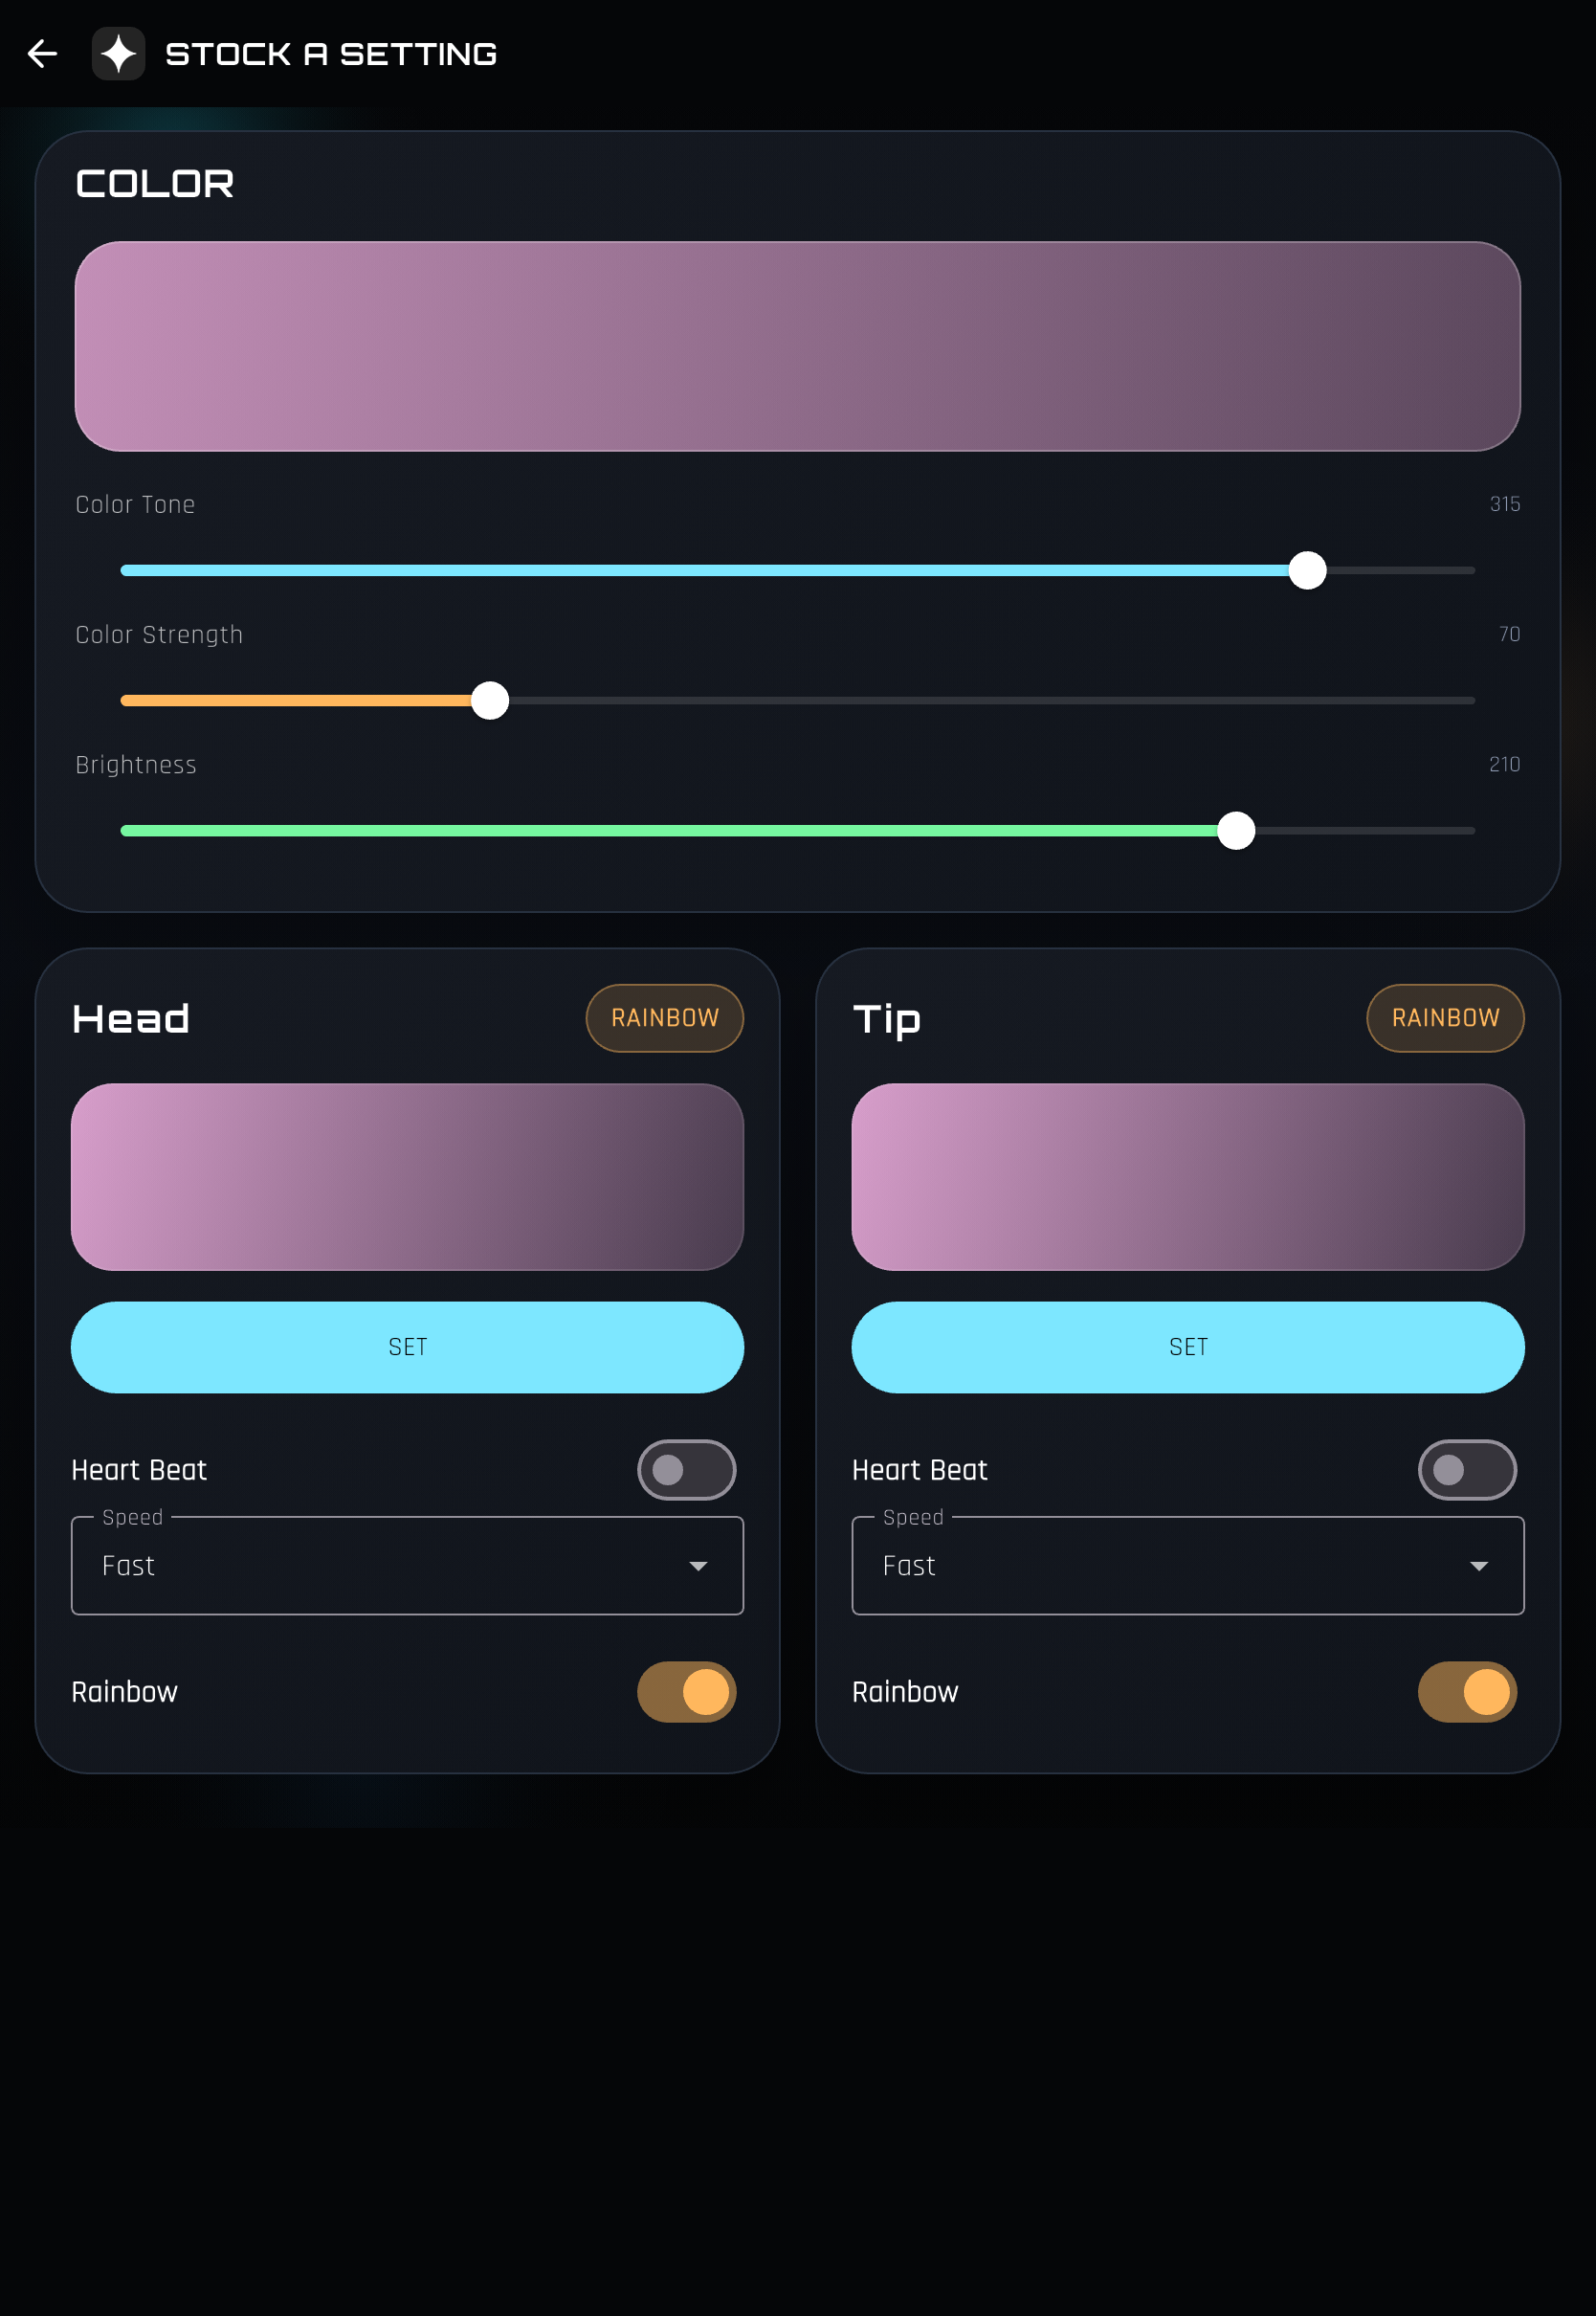 STOCK A SETTING
COLOR
Color Tone 315
Color Strength 70
Brightness 210
Head RAINBOW
SET
Heart Beat
Speed
Fast
Rainbow
Tip RAINBOW
SET
Heart Beat
Speed
Fast
Rainbow